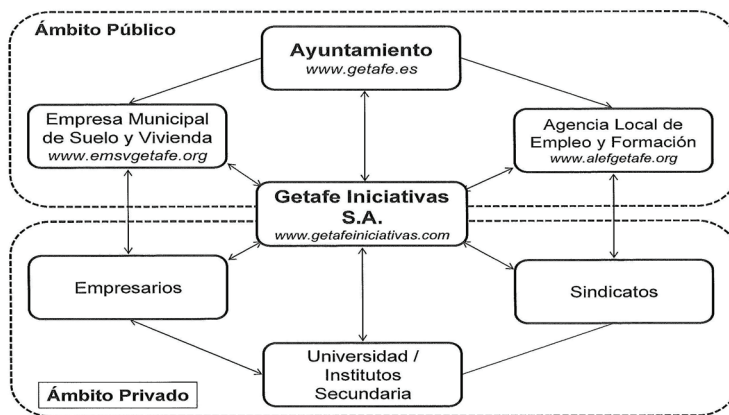 Ámbito Público
Ayuntamiento
www.getafe.es
Empresa Municipal
de Suelo y Vivienda
www.emsvgetafe.org
Agencia Local de
Empleo y Formación
www.alefgetafe.org
Getafe Iniciativas
S.A.
www.getafeiniciativas.com
Empresarios
Sindicatos
Universidad /
Institutos
Secundaria
Ámbito Privado